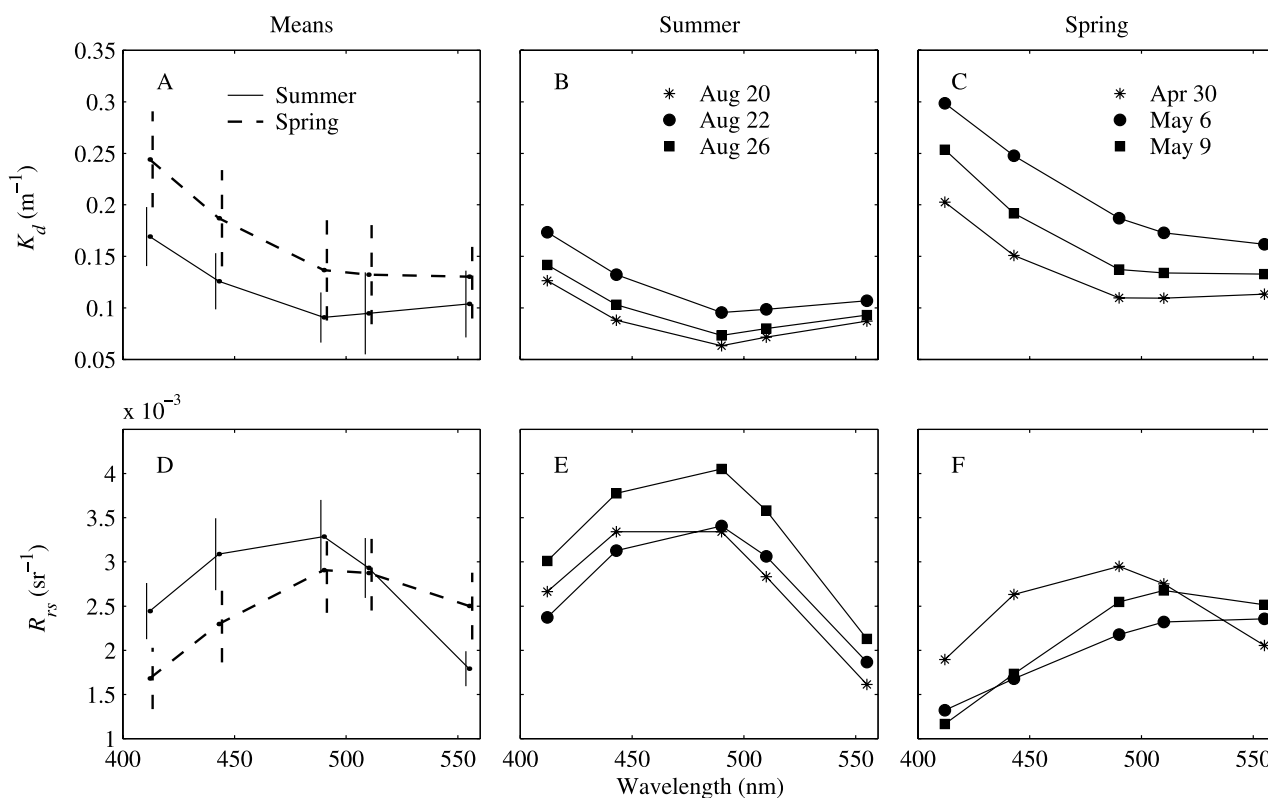 Means
Summer
Spring
0.35
0.3
0.25
0.2
0.15
0.1
0.05
K_d (m⁻¹)
A
Summer
Spring
B
Aug 20
Aug 22
Aug 26
C
Apr 30
May 6
May 9
x 10⁻³
4
3.5
3
2.5
2
1.5
1
R_rs (sr⁻¹)
D
E
F
400 450 500 550
400 450 500 550
400 450 500 550
Wavelength (nm)